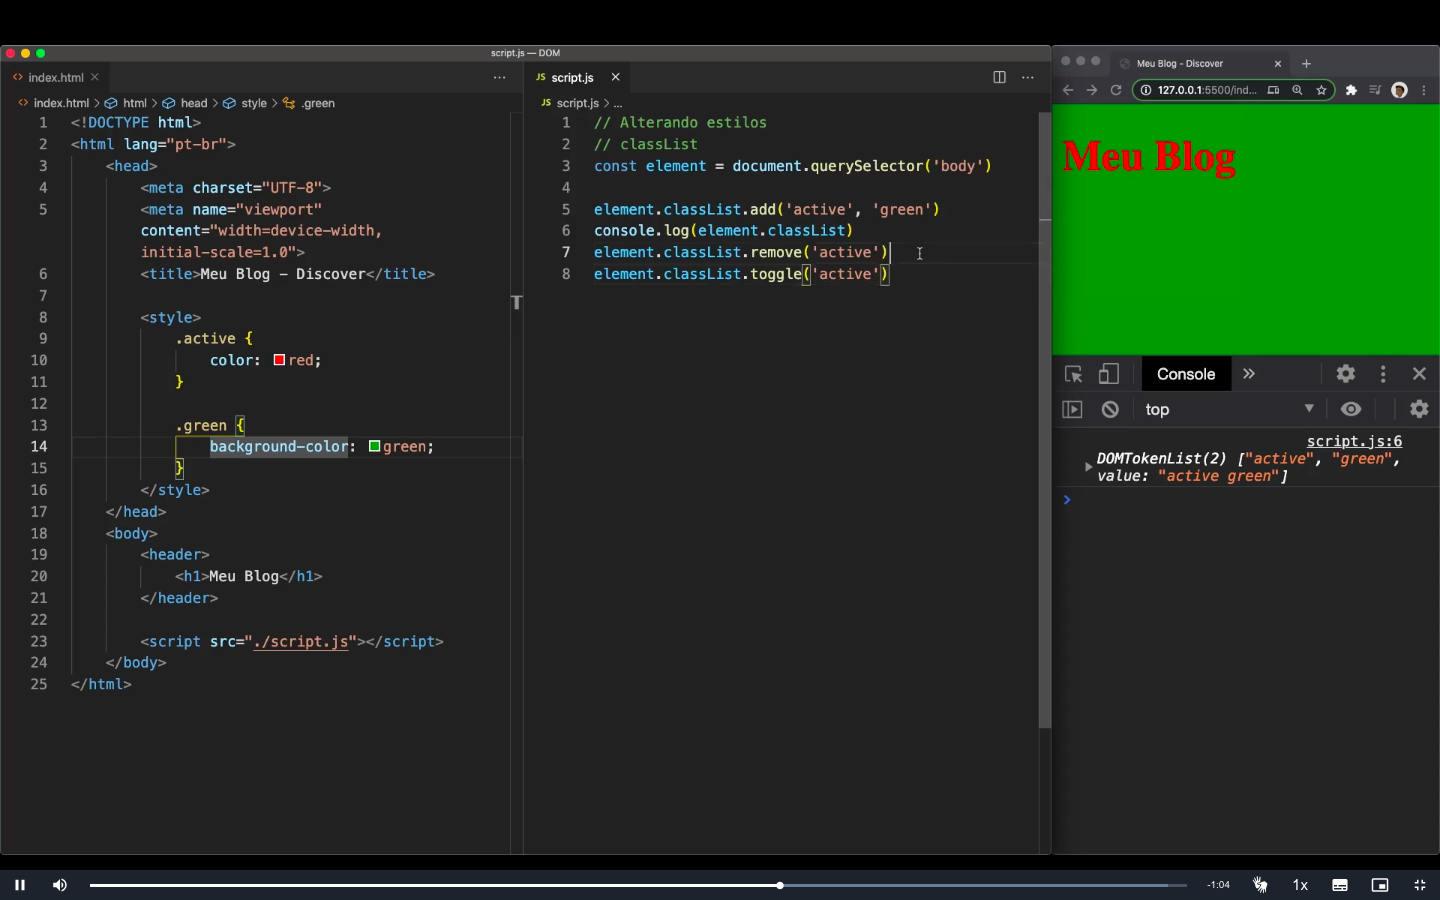 script.js — DOM
index.html
index.html > html > head > style > .green
1 <!DOCTYPE html>
2 <html lang="pt-br">
3 <head>
4 <meta charset="UTF-8">
5 <meta name="viewport"
content="width=device-width,
initial-scale=1.0">
6 <title>Meu Blog – Discover</title>
7
8 <style>
9 .active {
10 color: red;
11 }
12
13 .green {
14 background-color: green;
15 }
16 </style>
17 </head>
18 <body>
19 <header>
20 <h1>Meu Blog</h1>
21 </header>
22
23 <script src="./script.js"></script>
24 </body>
25 </html>
T
JS script.js
JS script.js > ...
1 // Alterando estilos
2 // classList
3 const element = document.querySelector('body')
4
5 element.classList.add('active', 'green')
6 console.log(element.classList)
7 element.classList.remove('active')
8 element.classList.toggle('active')
Meu Blog - Discover
127.0.0.1:5500/ind...
Meu Blog
Console
top
script.js:6
DOMTokenList(2) ["active", "green",
value: "active green"]
-1:04
1x